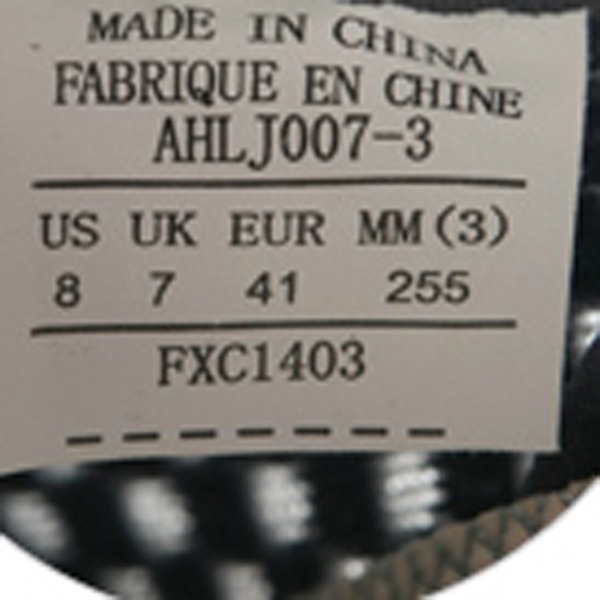 MADE IN CHINA
FABRIQUE EN CHINE
AHLJ007-3
US UK EUR MM(3)
8 7 41 255
FXC1403